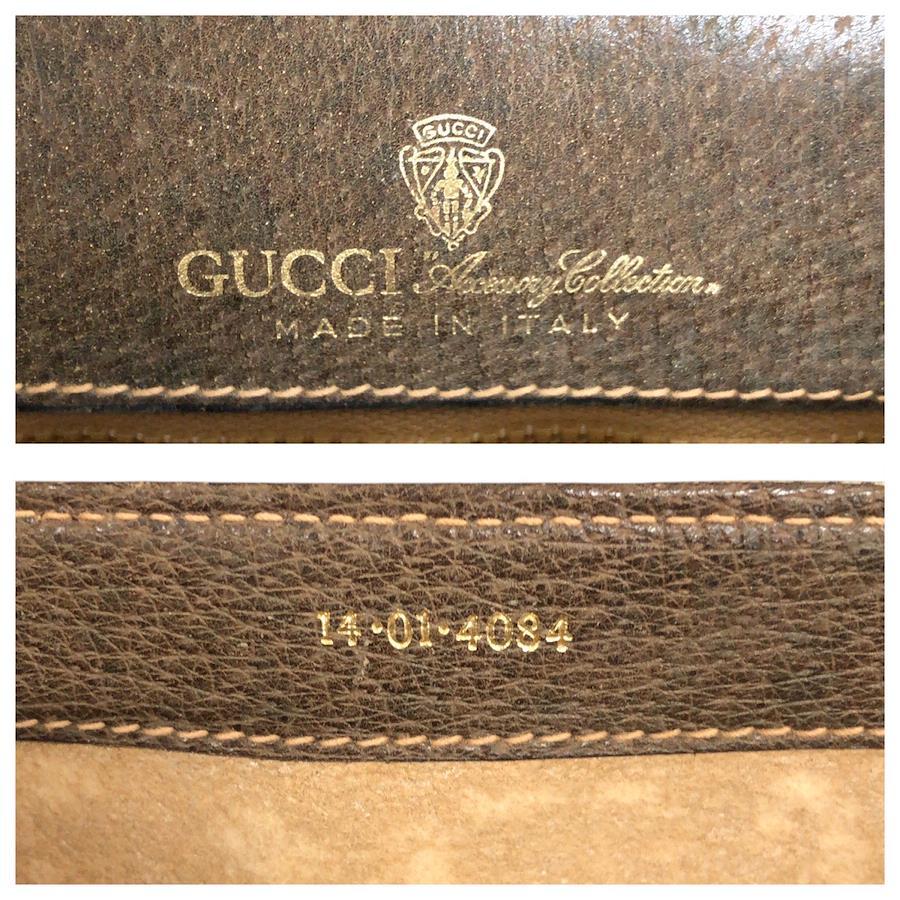 GUCCI
GUCCI "Accessory Collection"
MADE IN ITALY
14·01·4084